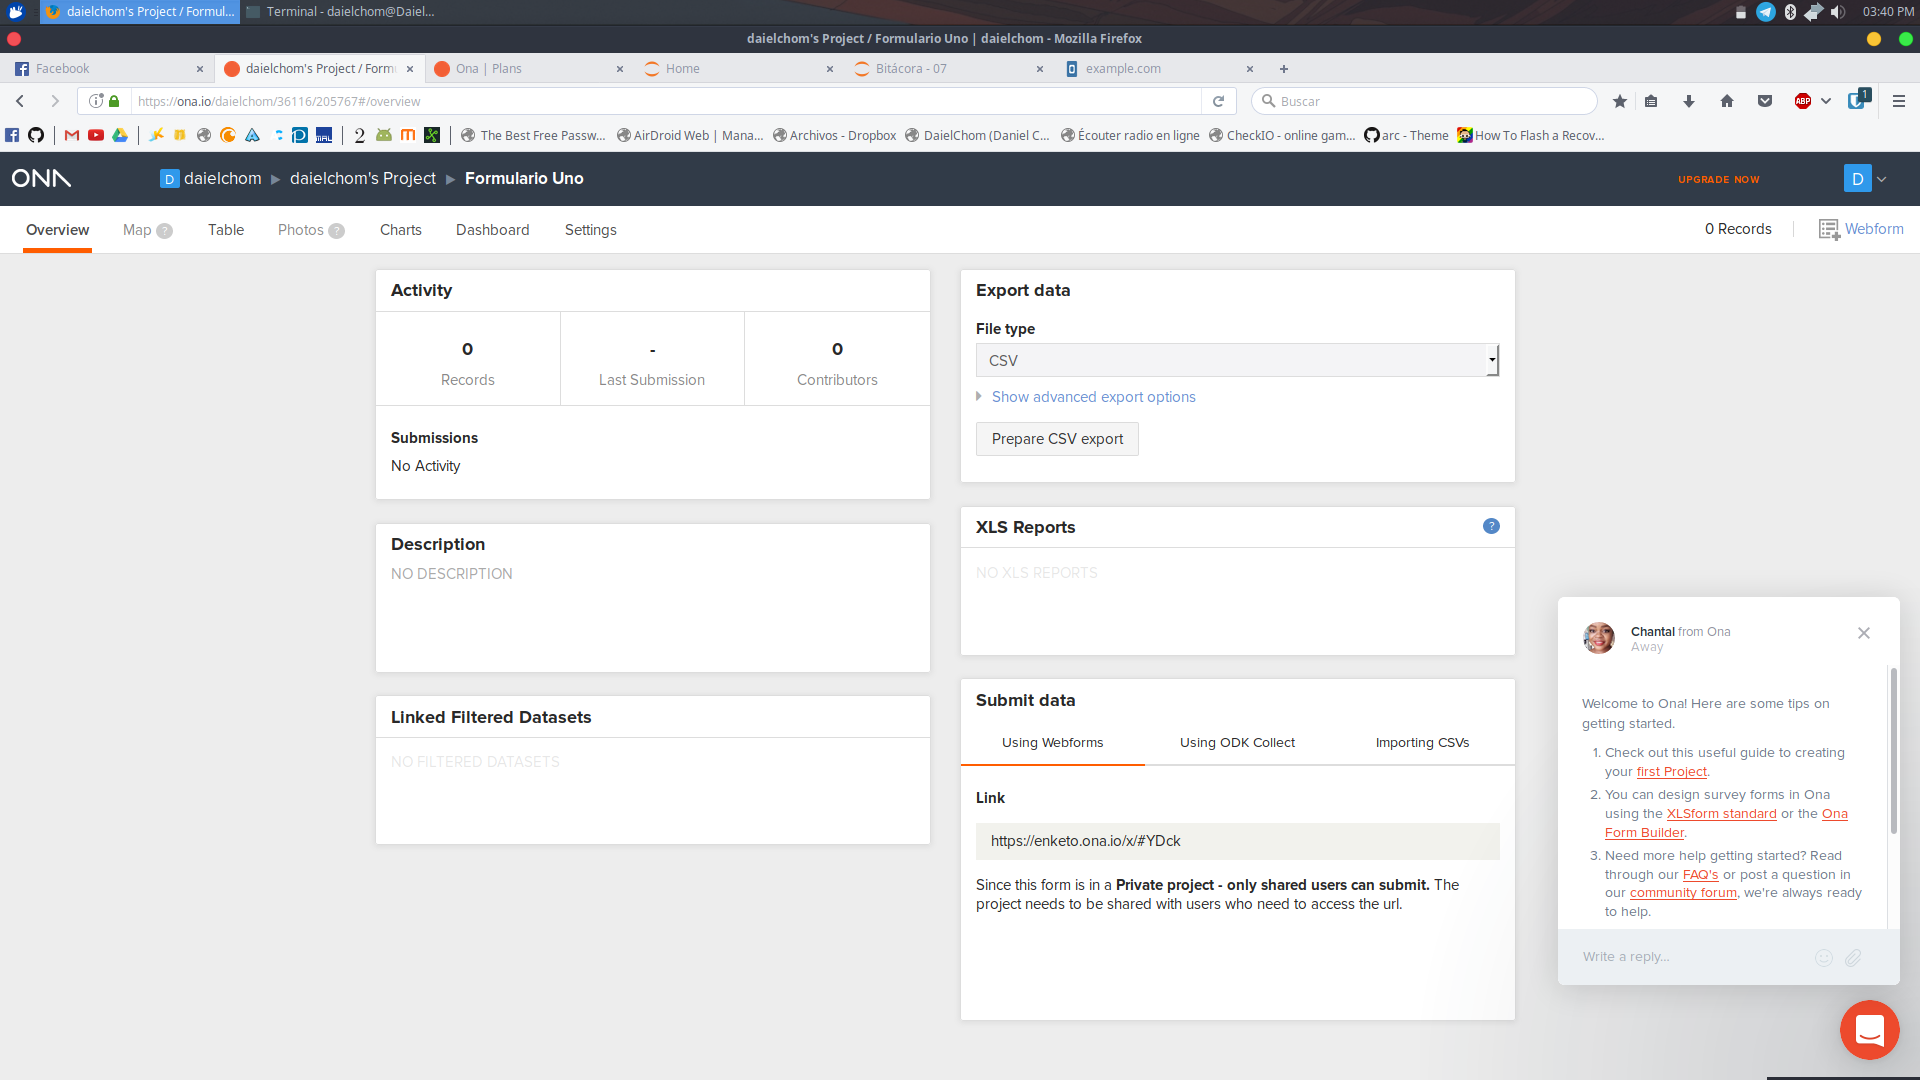 daielchom's Project / Formul...
Terminal - daielchom@Daiel...
03:40 PM
daielchom's Project / Formulario Uno | daielchom - Mozilla Firefox
Facebook
daielchom's Project / Form
Ona | Plans
Home
Bitácora - 07
example.com
https://ona.io/daielchom/36116/205767#/overview
Buscar
ABP
1
The Best Free Passw...
AirDroid Web | Mana...
Archivos - Dropbox
DaielChom (Daniel C...
Écouter radio en ligne
CheckIO - online gam...
arc - Theme
How To Flash a Recov...
ONA
D daielchom ▶ daielchom's Project ▶ Formulario Uno
UPGRADE NOW
D
Overview
Map ?
Table
Photos ?
Charts
Dashboard
Settings
0 Records
Webform
Activity
0
Records
-
Last Submission
0
Contributors
Submissions
No Activity
Description
NO DESCRIPTION
Linked Filtered Datasets
NO FILTERED DATASETS
Export data
File type
CSV
Show advanced export options
Prepare CSV export
XLS Reports
?
NO XLS REPORTS
Submit data
Using Webforms
Using ODK Collect
Importing CSVs
Link
https://enketo.ona.io/x/#YDck
Since this form is in a Private project - only shared users can submit. The
project needs to be shared with users who need to access the url.
Chantal from Ona
Away
Welcome to Ona! Here are some tips on
getting started.
1. Check out this useful guide to creating
your first Project.
2. You can design survey forms in Ona
using the XLSform standard or the Ona
Form Builder.
3. Need more help getting started? Read
through our FAQ's or post a question in
our community forum, we're always ready
to help.
Write a reply...